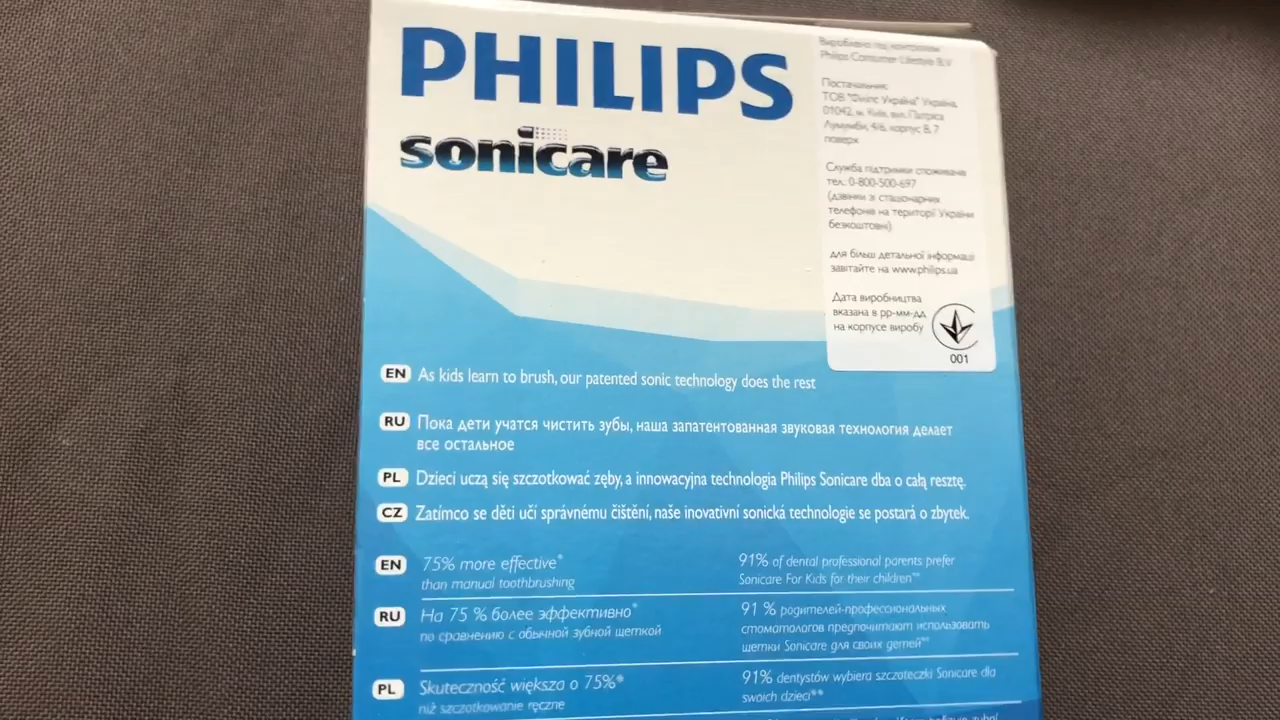 PHILIPS
sonicare
Вироблено під контролем
Philips Consumer Lifestyle B.V
Постачальник:
ТОВ "Філіпс Україна" Україна,
01042, м. Київ, вул. Патріса
Лумумби, 4/6, корпус В, 7
поверх
Служба підтримки споживачів
тел.: 0-800-500-697
(дзвінки зі стаціонарних
телефонів на території України
безкоштовні)
для більш детальної інформації
завітайте на www.philips.ua
Дата виробництва
вказана в рр-мм-дд
на корпусе виробу
001
EN As kids learn to brush, our patented sonic technology does the rest
RU Пока дети учатся чистить зубы, наша запатентованная звуковая технология делает
все остальное
PL Dzieci uczą się szczotkować zęby, a innowacyjna technologia Philips Sonicare dba o całą resztę.
CZ Zatímco se děti učí správnému čištění, naše inovativní sonická technologie se postará o zbytek.
EN 75% more effective*
than manual toothbrushing
91% of dental professional parents prefer
Sonicare For Kids for their children**
RU На 75 % более эффективно*
по сравнению с обычной зубной щеткой
91 % родителей-профессиональных
стоматологов предпочитают использовать
щетки Sonicare для своих детей**
PL Skuteczność większa o 75%*
niż szczotkowanie ręczne
91% dentystów wybiera szczoteczki Sonicare dla
swoich dzieci**